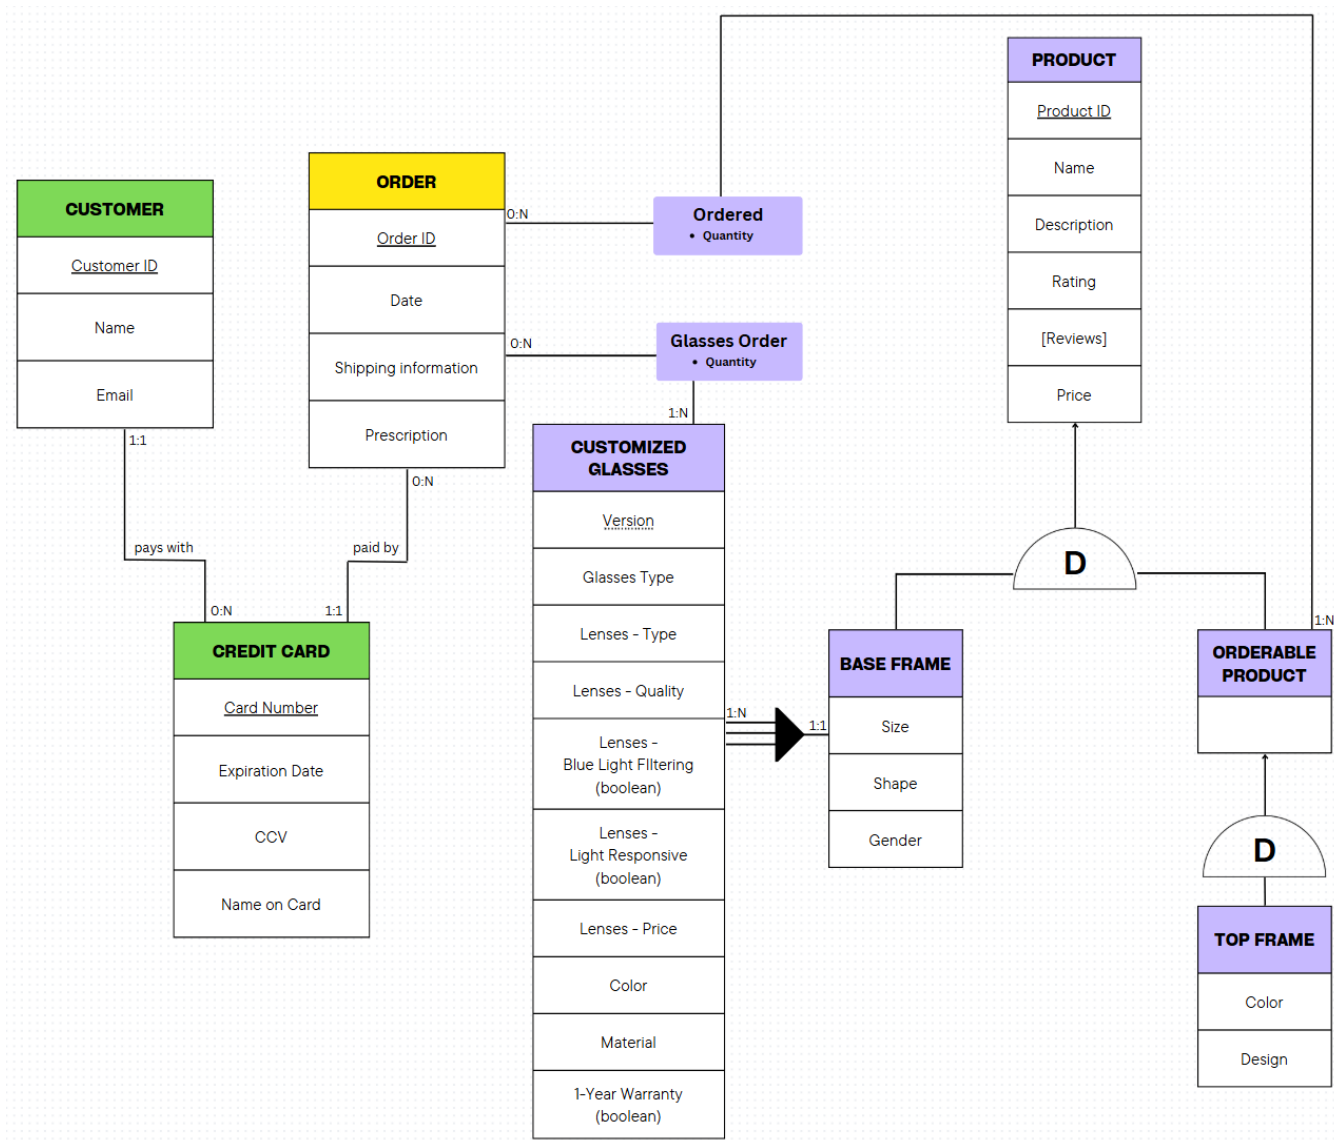 CUSTOMER
Customer ID
Name
Email
1:1
pays with
0:N
ORDER
Order ID
Date
Shipping information
Prescription
0:N
paid by
1:1
CREDIT CARD
Card Number
Expiration Date
CCV
Name on Card
0:N
Ordered
• Quantity
0:N
Glasses Order
• Quantity
1:N
CUSTOMIZED
GLASSES
Version
Glasses Type
Lenses - Type
Lenses - Quality
Lenses -
Blue Light FIltering
(boolean)
Lenses -
Light Responsive
(boolean)
Lenses - Price
Color
Material
1-Year Warranty
(boolean)
1:N
1:1
PRODUCT
Product ID
Name
Description
Rating
[Reviews]
Price
D
BASE FRAME
Size
Shape
Gender
1:N
ORDERABLE
PRODUCT
D
TOP FRAME
Color
Design